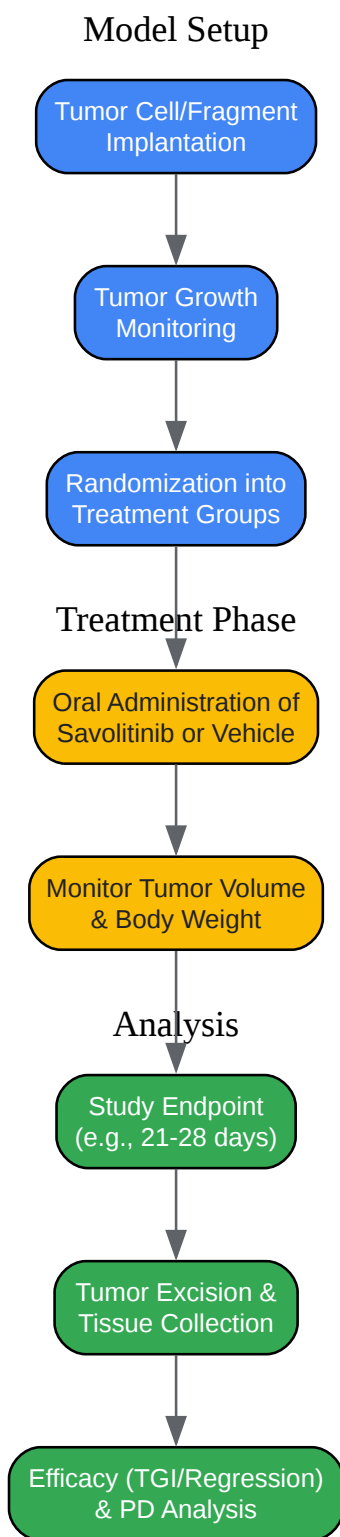 Model Setup
Tumor Cell/Fragment
Implantation
Tumor Growth
Monitoring
Randomization into
Treatment Groups
Treatment Phase
Oral Administration of
Savolitinib or Vehicle
Monitor Tumor Volume
& Body Weight
Analysis
Study Endpoint
(e.g., 21-28 days)
Tumor Excision &
Tissue Collection
Efficacy (TGI/Regression)
& PD Analysis